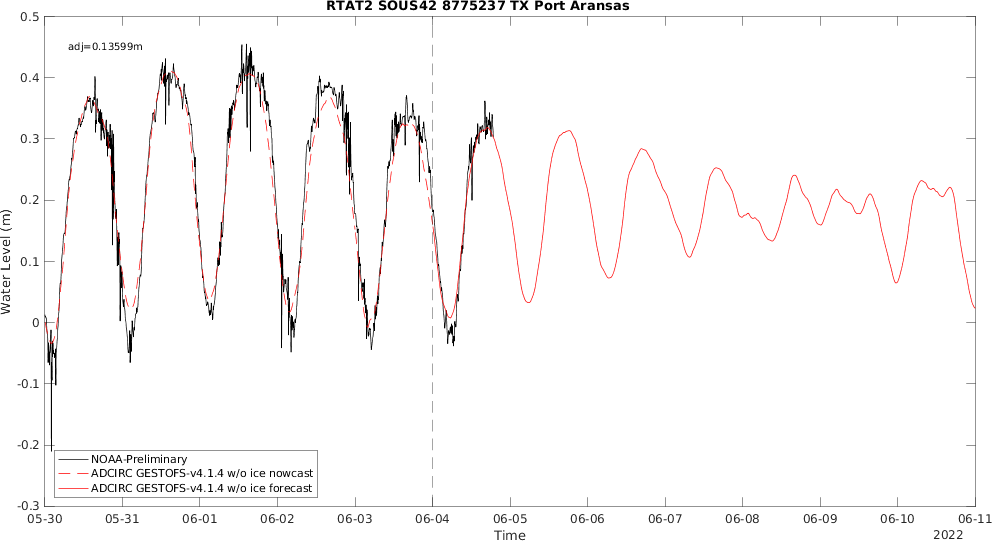 RTAT2 SOUS42 8775237 TX Port Aransas
adj=0.13599m
0.5
0.4
0.3
0.2
0.1
0
-0.1
-0.2
-0.3
Water Level (m)
NOAA-Preliminary
ADCIRC GESTOFS-v4.1.4 w/o ice nowcast
ADCIRC GESTOFS-v4.1.4 w/o ice forecast
05-30 05-31 06-01 06-02 06-03 06-04 06-05 06-06 06-07 06-08 06-09 06-10 06-11
Time
2022